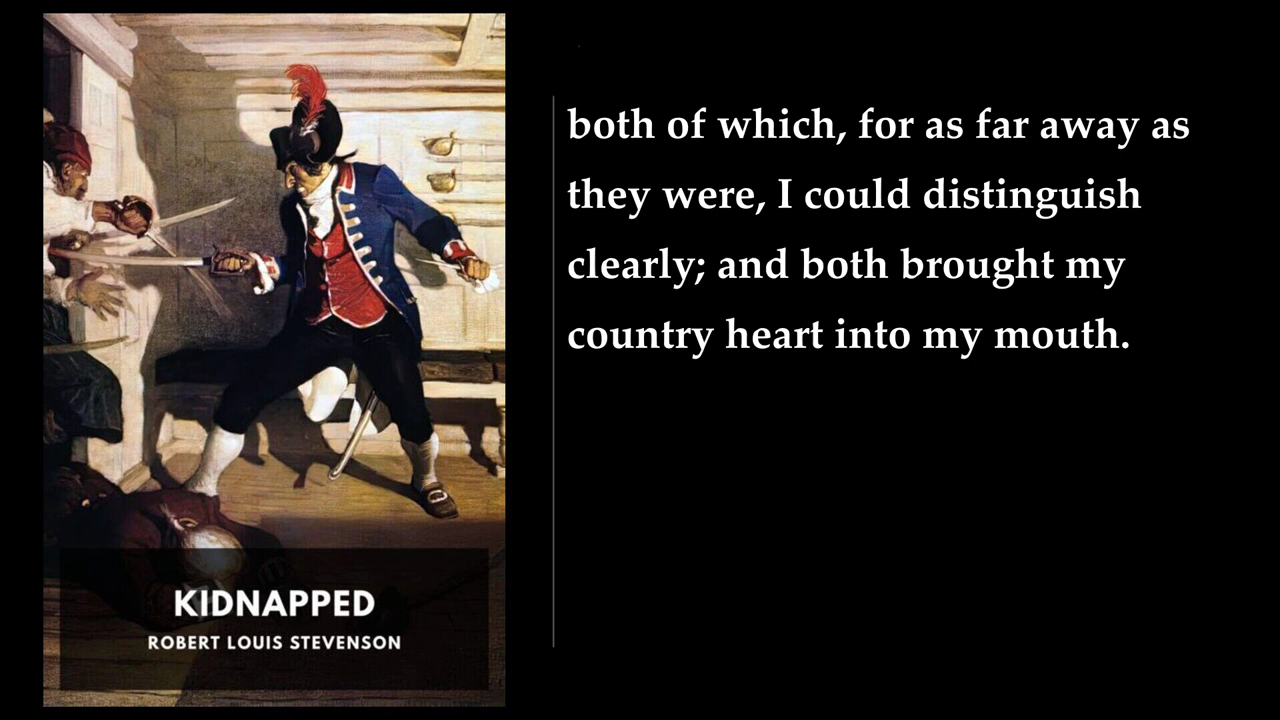 both of which, for as far away as
they were, I could distinguish
clearly; and both brought my
country heart into my mouth.
KIDNAPPED
ROBERT LOUIS STEVENSON